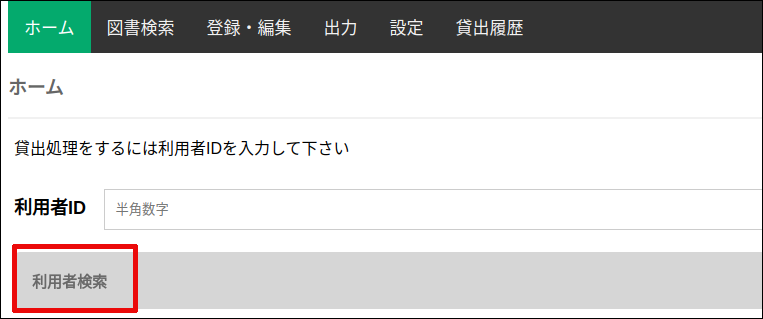 ホーム 図書検索 登録・編集 出力 設定 貸出履歴
ホーム
貸出処理をするには利用者IDを入力して下さい
利用者ID 半角数字
利用者検索